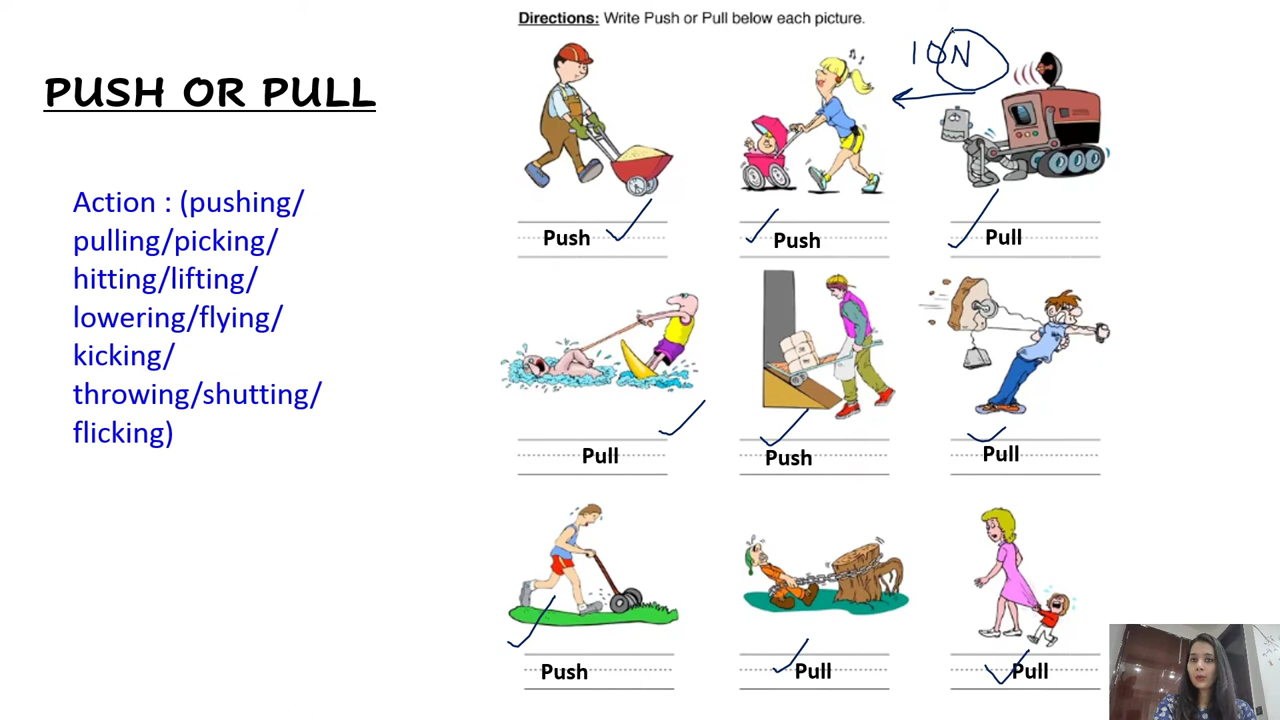 Directions: Write Push or Pull below each picture.
10N
PUSH OR PULL
Action : (pushing/
pulling/picking/
hitting/lifting/
lowering/flying/
kicking/
throwing/shutting/
flicking)
Push
Push
Pull
Pull
Push
Pull
Push
Pull
Pull